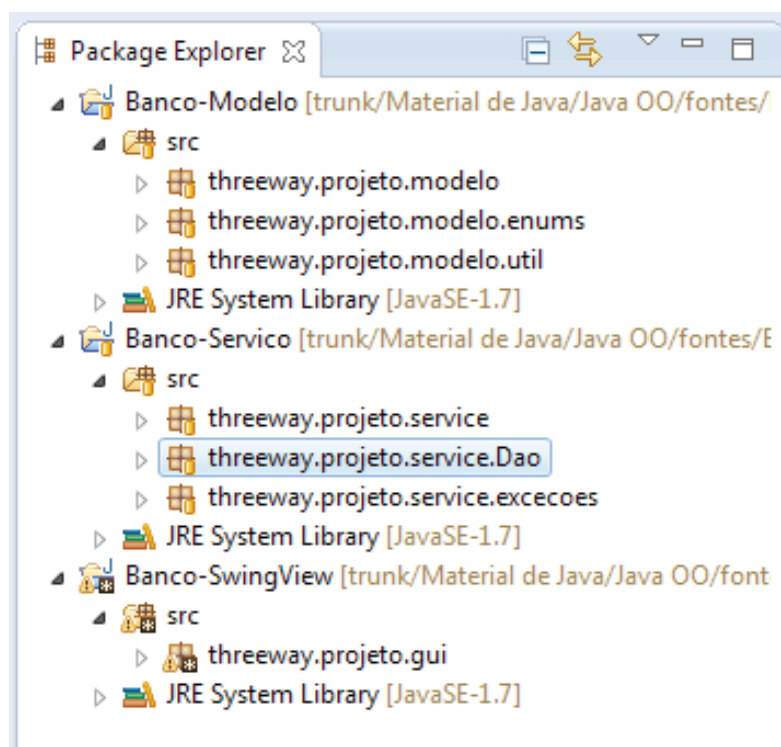 Package Explorer
Banco-Modelo [trunk/Material de Java/Java OO/fontes/
src
threeway.projeto.modelo
threeway.projeto.modelo.enums
threeway.projeto.modelo.util
JRE System Library [JavaSE-1.7]
Banco-Servico [trunk/Material de Java/Java OO/fontes/E
src
threeway.projeto.service
threeway.projeto.service.Dao
threeway.projeto.service.excecoes
JRE System Library [JavaSE-1.7]
Banco-SwingView [trunk/Material de Java/Java OO/font
src
threeway.projeto.gui
JRE System Library [JavaSE-1.7]